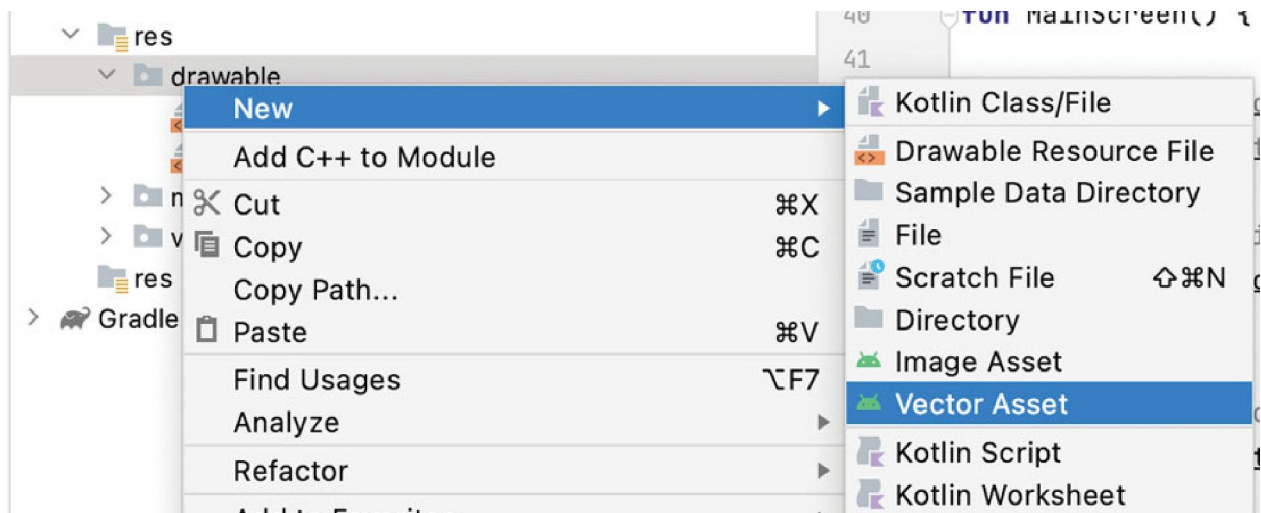 res
drawable
New
Add C++ to Module
Cut ⌘X
Copy ⌘C
Copy Path...
Paste ⌘V
Find Usages ⌥F7
Analyze
Refactor
res
Gradle
40 fun MainScreen() {
41
Kotlin Class/File
Drawable Resource File
Sample Data Directory
File
Scratch File ⇧⌘N
Directory
Image Asset
Vector Asset
Kotlin Script
Kotlin Worksheet